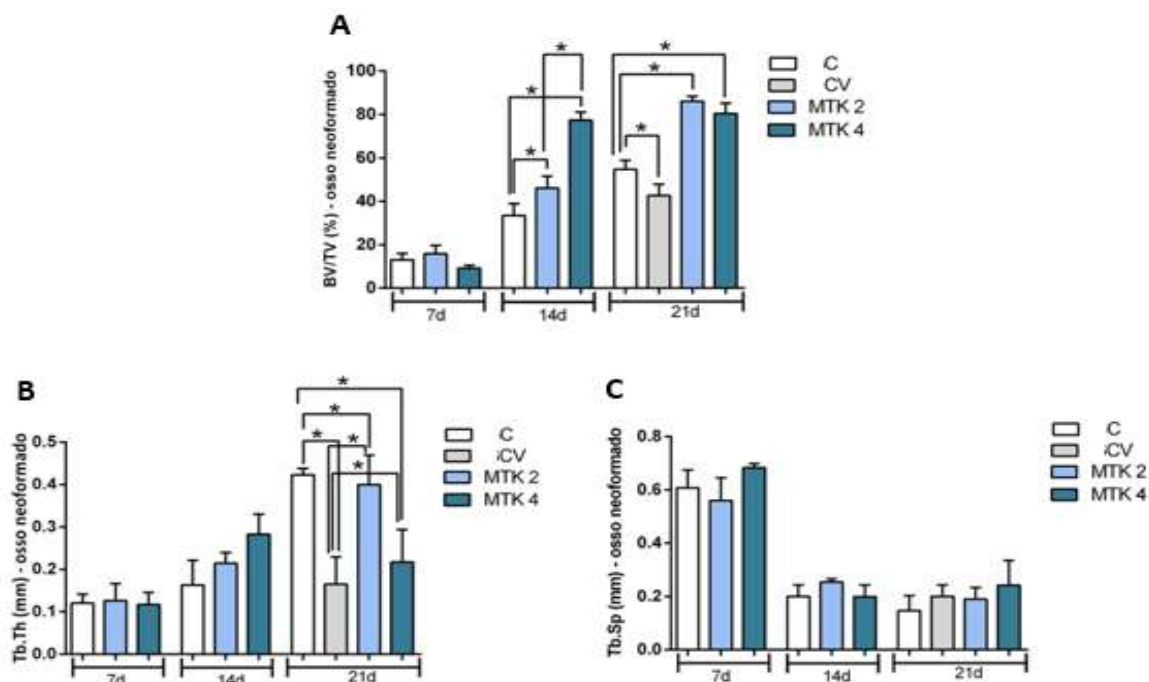 A
BV/TV (%) - osso neoformado
100
80
60
40
20
0
*
*
*
*
*
*
7d
14d
21d
C
CV
MTK 2
MTK 4
B
Tb.Th (mm) - osso neoformado
0.5
0.4
0.3
0.2
0.1
0.0
*
*
*
*
*
7d
14d
21d
C
CV
MTK 2
MTK 4
C
Tb.Sp (mm) - osso neoformado
0.8
0.6
0.4
0.2
0.0
7d
14d
21d
C
CV
MTK 2
MTK 4